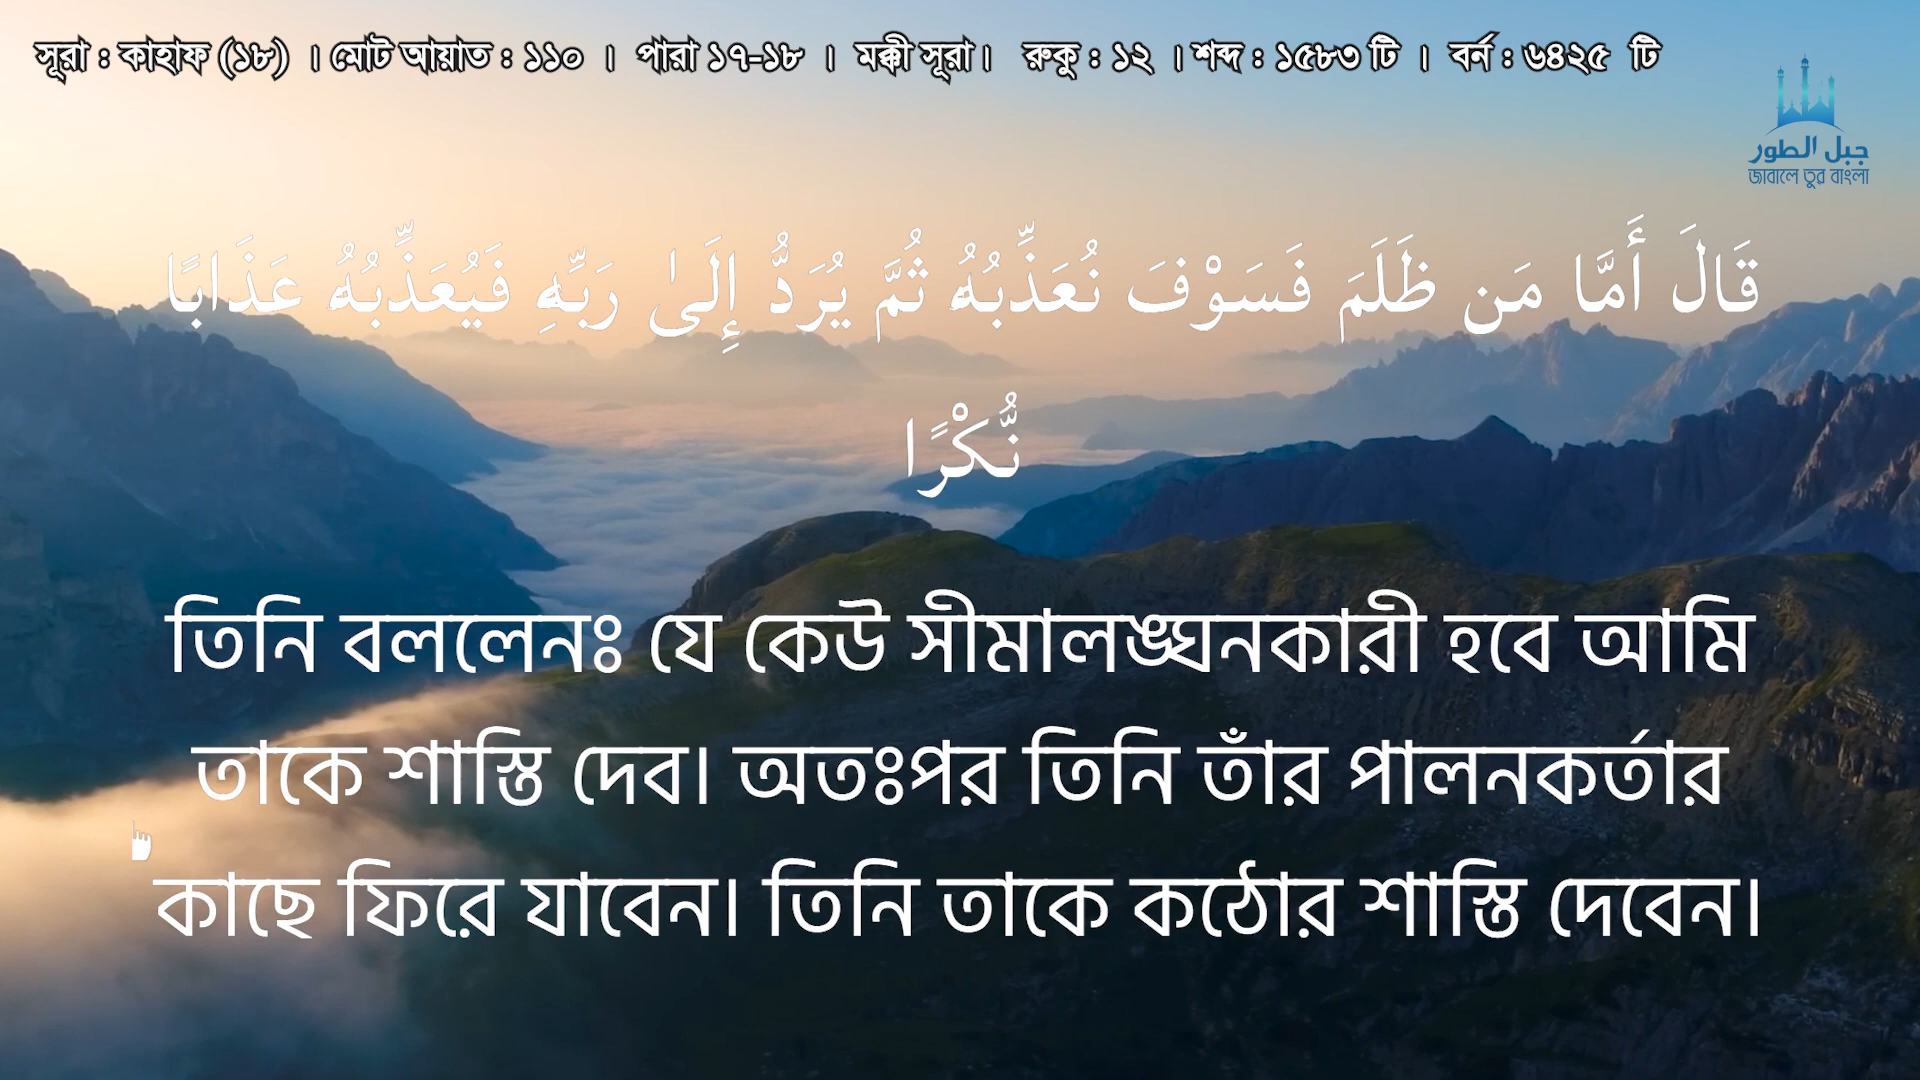 সূরা : কাহাফ (১৮) । মোট আয়াত : ১১০ । পারা ১৭-১৮ । মক্কী সূরা। রুকু : ১২ । শব্দ : ১৫৮৩ টি । বর্ন : ৬৪২৫ টি
جبل الطور
জাবালে তুর বাংলা
قَالَ أَمَّا مَن ظَلَمَ فَسَوْفَ نُعَذِّبُهُ ثُمَّ يُرَدُّ إِلَىٰ رَبِّهِ فَيُعَذِّبُهُ عَذَابًا
نُّكْرًا
তিনি বললেনঃ যে কেউ সীমালঙ্ঘনকারী হবে আমি
তাকে শাস্তি দেব। অতঃপর তিনি তাঁর পালনকর্তার
কাছে ফিরে যাবেন। তিনি তাকে কঠোর শাস্তি দেবেন।